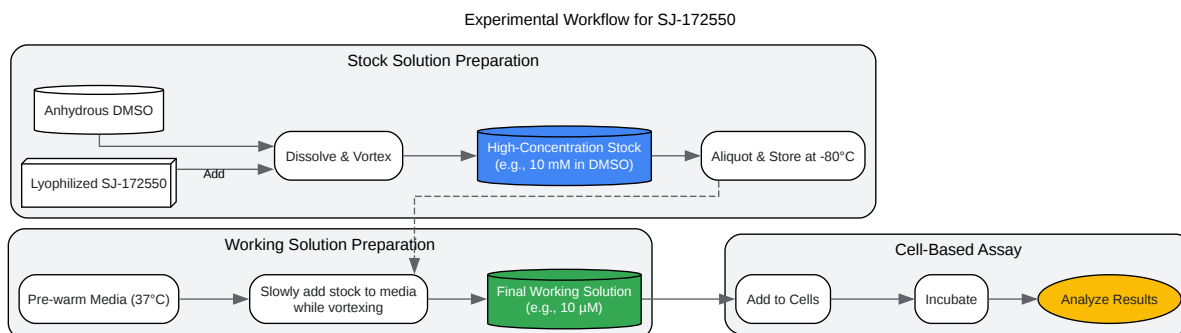 Experimental Workflow for SJ-172550
Stock Solution Preparation
Anhydrous DMSO
Lyophilized SJ-172550
Add
Dissolve & Vortex
High-Concentration Stock
(e.g., 10 mM in DMSO)
Aliquot & Store at -80°C
Working Solution Preparation
Pre-warm Media (37°C)
Slowly add stock to media
while vortexing
Final Working Solution
(e.g., 10 µM)
Cell-Based Assay
Add to Cells
Incubate
Analyze Results